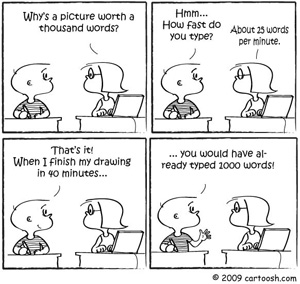 Why's a picture worth a
thousand words?
Hmm...
How fast do
you type?
About 25 words
per minute.
That's it!
When I finish my drawing
in 40 minutes...
... you would have al-
ready typed 1000 words!
© 2009 cartoosh.com